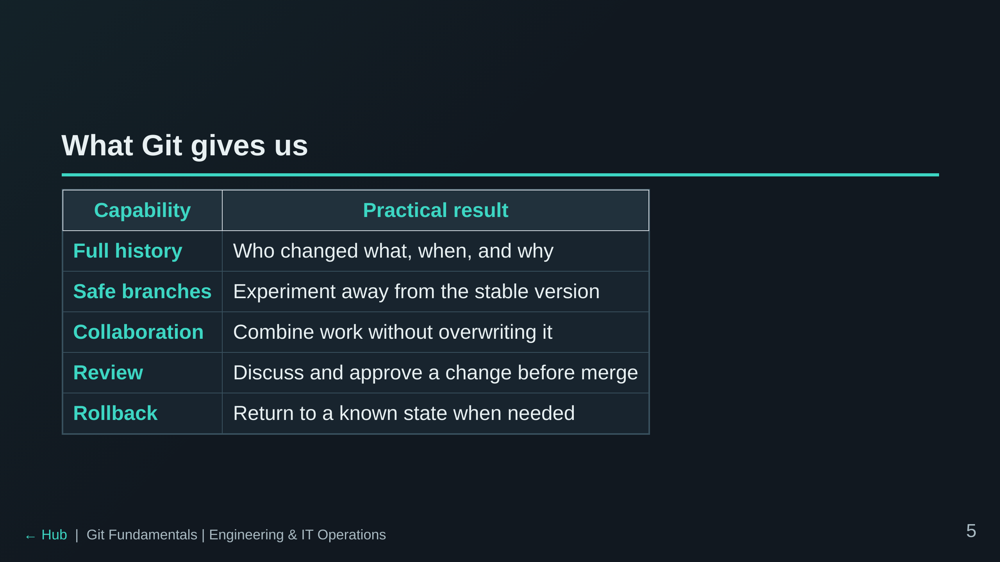 What Git gives us
Capability Practical result
Full history Who changed what, when, and why
Safe branches Experiment away from the stable version
Collaboration Combine work without overwriting it
Review Discuss and approve a change before merge
Rollback Return to a known state when needed
← Hub | Git Fundamentals | Engineering & IT Operations
5